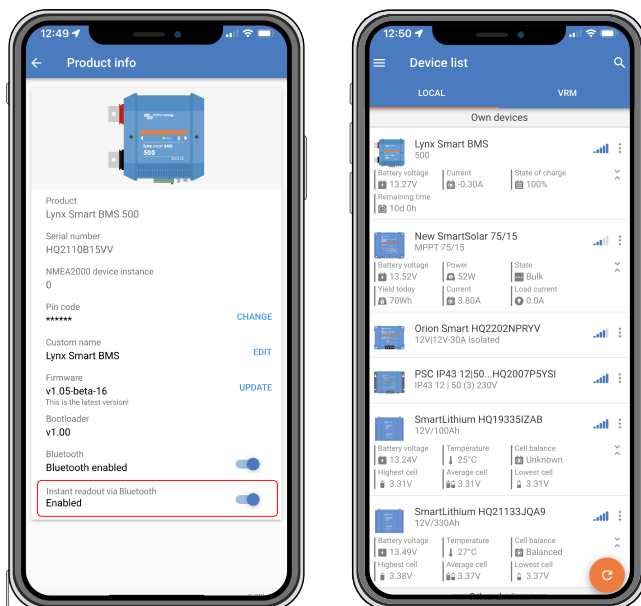 12:49
Product info
lynx smart BMS
500
Product
Lynx Smart BMS 500
Serial number
HQ2110B15VV
NMEA2000 device instance
0
Pin code
******
CHANGE
Custom name
Lynx Smart BMS
EDIT
Firmware
v1.05-beta-16
UPDATE
This is the latest version!
Bootloader
v1.00
Bluetooth
Bluetooth enabled
Instant readout via Bluetooth
Enabled
12:50
Device list
LOCAL VRM
Own devices
Lynx Smart BMS
500
Battery voltage Current State of charge
13.27V -0.30A 100%
Remaining time
10d 0h
New SmartSolar 75/15
MPPT 75/15
Battery voltage Power State
13.52V 52W Bulk
Yield today Current Load current
70Wh 3.80A 0.0A
Orion Smart HQ2202NPRYV
12V|12V-30A Isolated
PSC IP43 12|50...HQ2007P5YSI
IP43 12 | 50 (3) 230V
SmartLithium HQ19335IZAB
12V/100Ah
Battery voltage Temperature Cell balance
13.24V 25°C Unknown
Highest cell Average cell Lowest cell
3.31V 3.31V 3.31V
SmartLithium HQ21133JQA9
12V/330Ah
Battery voltage Temperature Cell balance
13.49V 27°C Balanced
Highest cell Average cell Lowest cell
3.38V 3.37V 3.37V